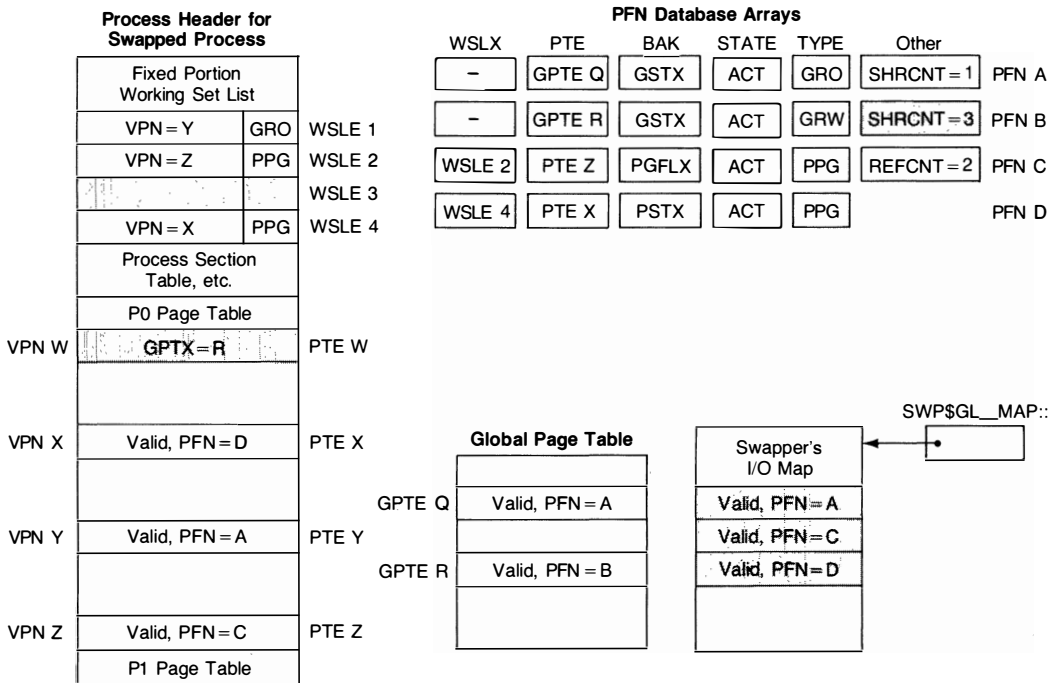 Process Header for
Swapped Process
Fixed Portion
Working Set List
VPN = Y GRO WSLE 1
VPN = Z PPG WSLE 2
WSLE 3
VPN = X PPG WSLE 4
Process Section
Table, etc.
P0 Page Table
VPN W GPTX = R PTE W
VPN X Valid, PFN = D PTE X
VPN Y Valid, PFN = A PTE Y
VPN Z Valid, PFN = C PTE Z
P1 Page Table
PFN Database Arrays
WSLX PTE BAK STATE TYPE Other
– GPTE Q GSTX ACT GRO SHRCNT = 1 PFN A
– GPTE R GSTX ACT GRW SHRCNT = 3 PFN B
WSLE 2 PTE Z PGFLX ACT PPG REFCNT = 2 PFN C
WSLE 4 PTE X PSTX ACT PPG PFN D
Global Page Table
GPTE Q Valid, PFN = A
GPTE R Valid, PFN = B
SWP$GL__MAP::
Swapper's
I/O Map
Valid, PFN = A
Valid, PFN = C
Valid, PFN = D